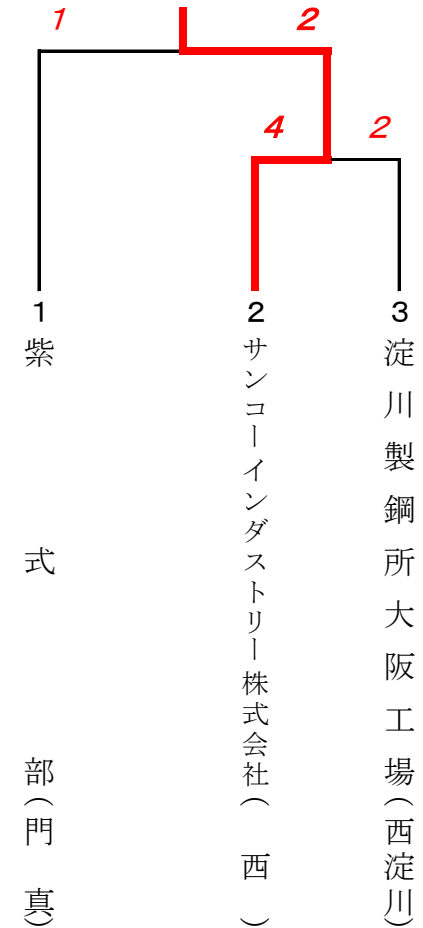 1 2
4 2
1 2 3
紫式部(門真)
サンコーインダストリー株式会社(西)
淀川製鋼所大阪工場(西淀川)